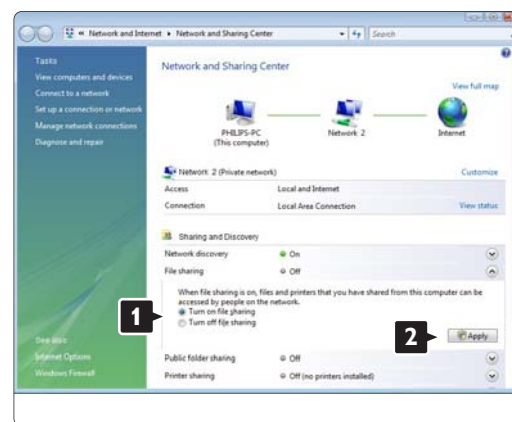 Network and Internet ▸ Network and Sharing Center
Search
Tasks
View computers and devices
Connect to a network
Set up a connection or network
Manage network connections
Diagnose and repair
See also
Internet Options
Windows Firewall
Network and Sharing Center
View full map
PHILIPS-PC
(This computer)
Network 2
Internet
Network 2 (Private network)
Customize
Access Local and Internet
Connection Local Area Connection View status
Sharing and Discovery
Network discovery On
File sharing Off
When file sharing is on, files and printers that you have shared from this computer can be
accessed by people on the network.
1
Turn on file sharing
Turn off file sharing
2
Apply
Public folder sharing Off
Printer sharing Off (no printers installed)